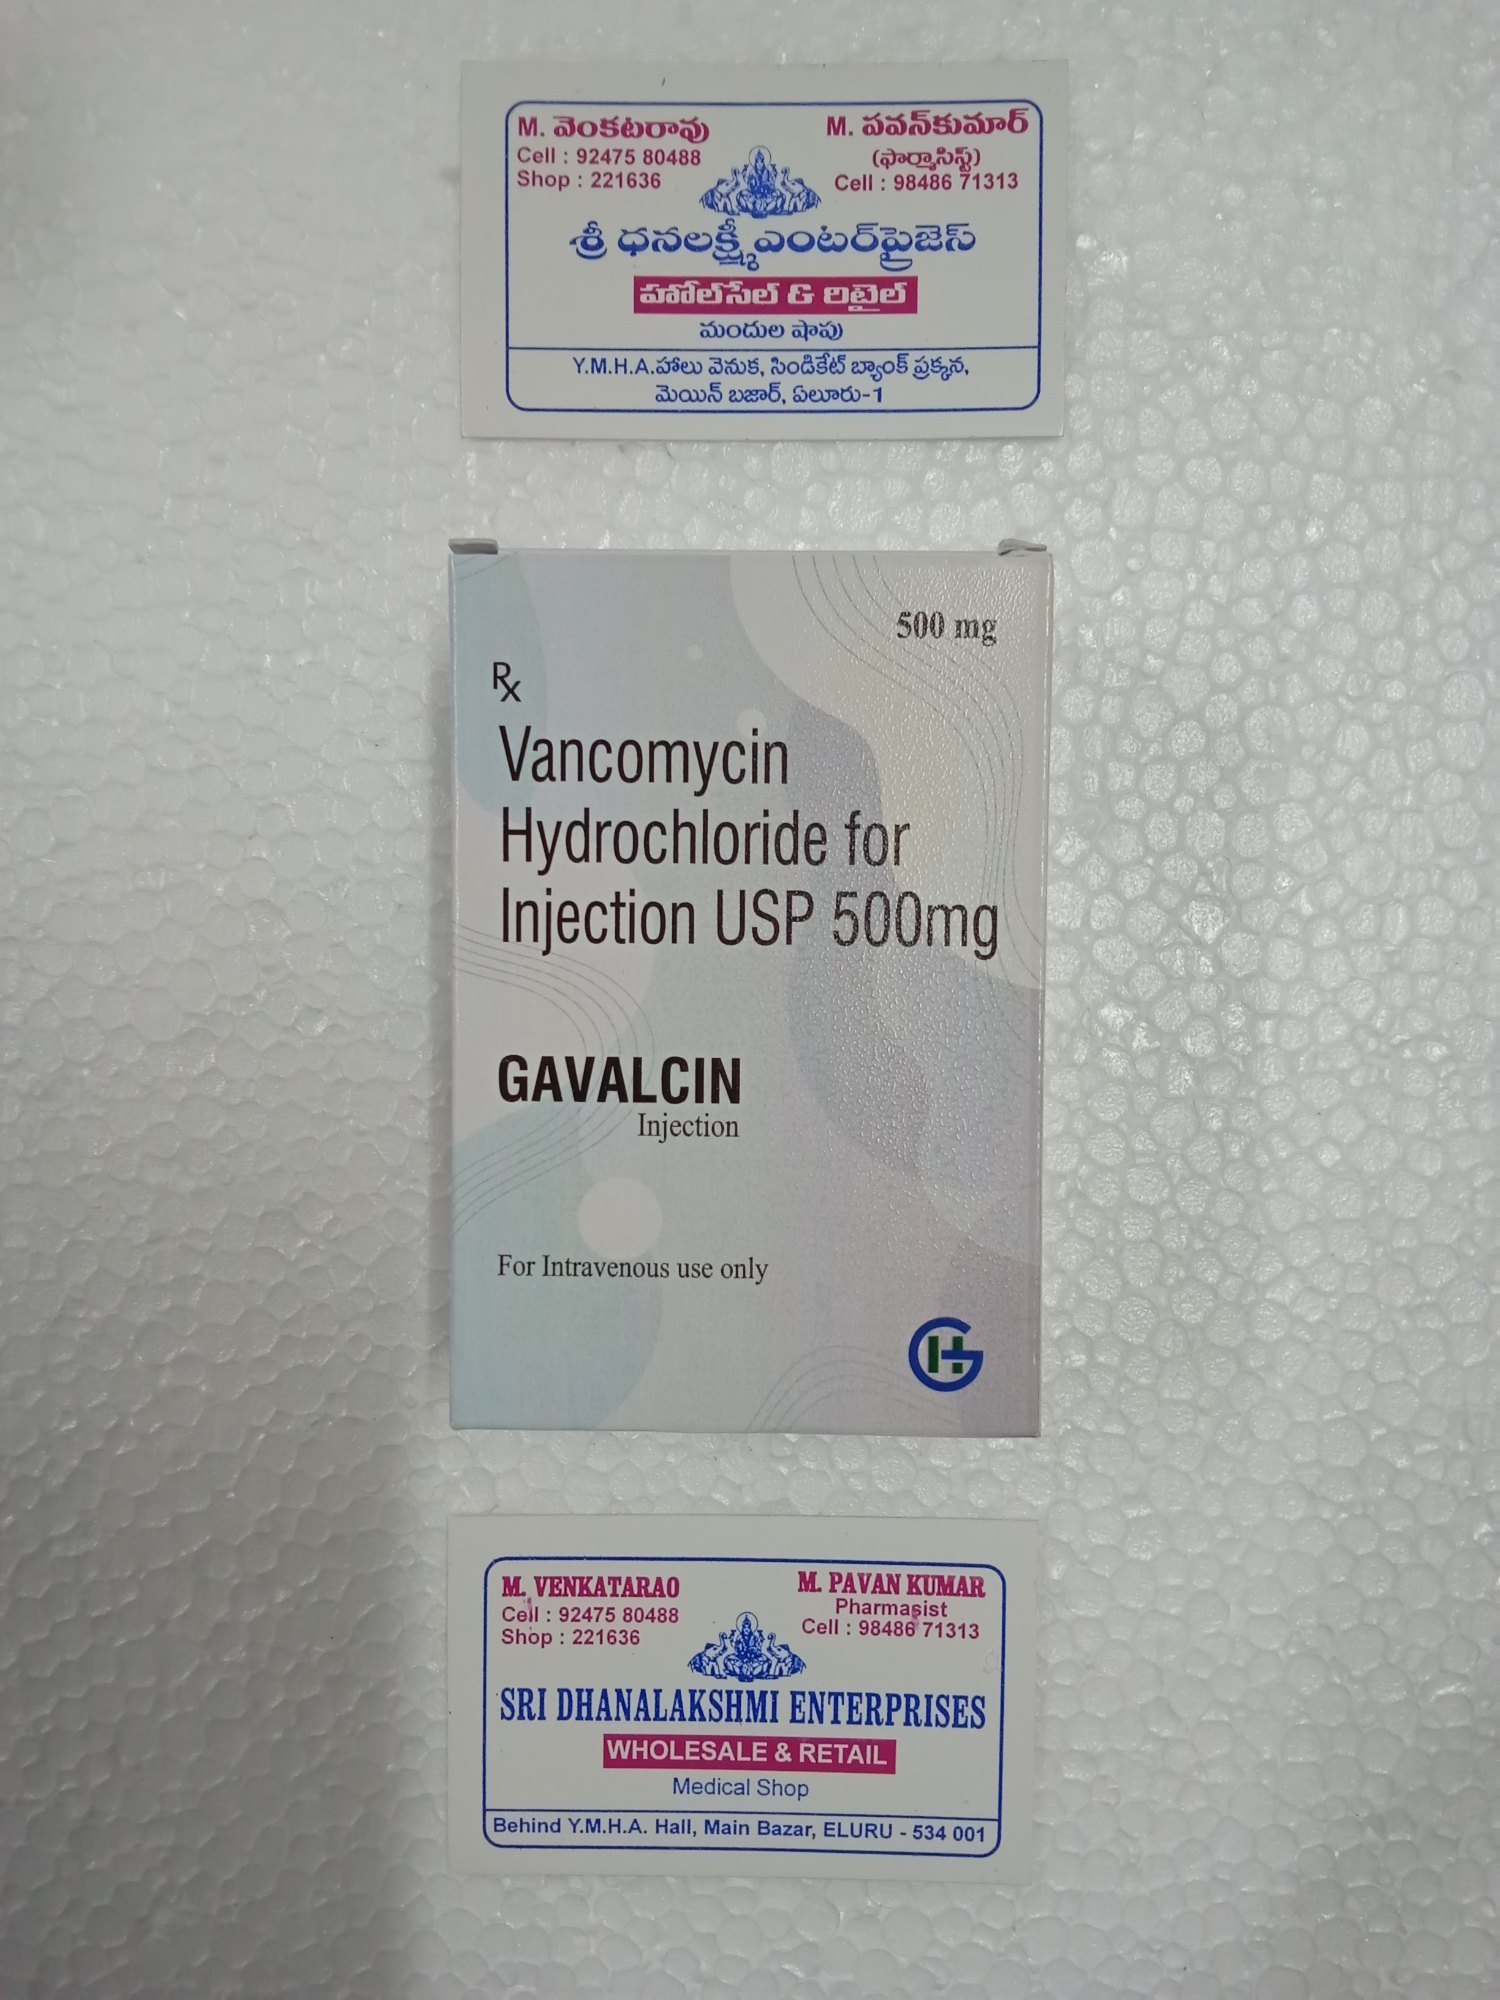 M. వెంకటరావు
Cell : 92475 80488
Shop : 221636
M. పవన్‌కుమార్
(ఫార్మాసిస్ట్)
Cell : 98486 71313
శ్రీ ధనలక్ష్మీ ఎంటర్‌ప్రైజెస్
హోల్‌సేల్ & రిటైల్
మందుల షాపు
Y.M.H.A.హాలు వెనుక, సిండికేట్ బ్యాంక్ ప్రక్కన,
మెయిన్ బజార్, ఏలూరు-1
500 mg
Rx
Vancomycin
Hydrochloride for
Injection USP 500mg
GAVALCIN
Injection
For Intravenous use only
GH
M. VENKATARAO
Cell : 92475 80488
Shop : 221636
M. PAVAN KUMAR
Pharmasist
Cell : 98486 71313
SRI DHANALAKSHMI ENTERPRISES
WHOLESALE & RETAIL
Medical Shop
Behind Y.M.H.A. Hall, Main Bazar, ELURU - 534 001